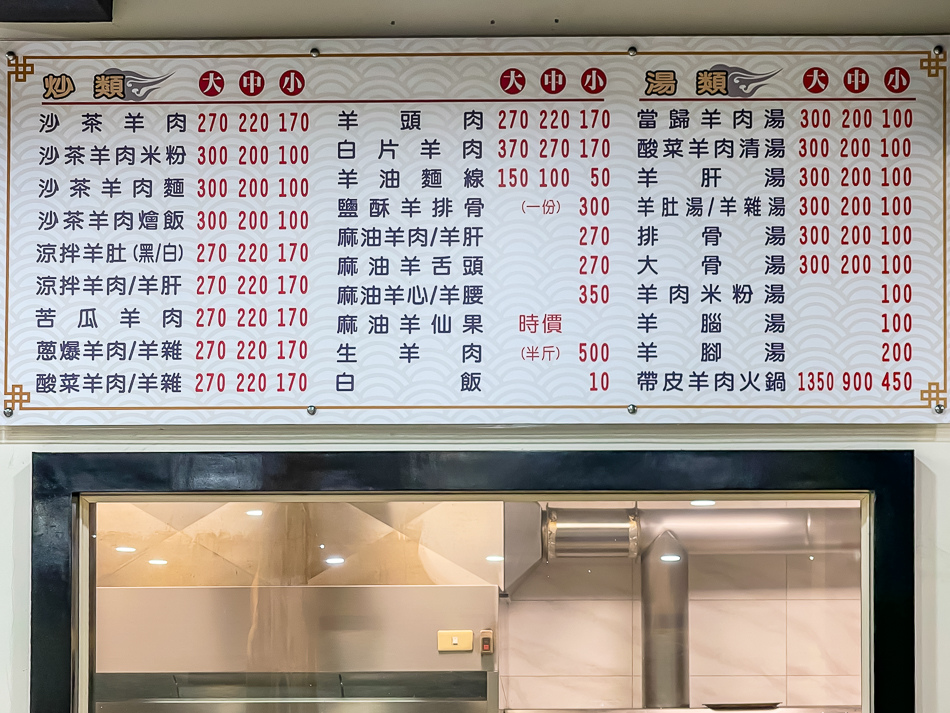 炒類 大 中 小
沙茶羊肉 270 220 170
沙茶羊肉米粉 300 200 100
沙茶羊肉麵 300 200 100
沙茶羊肉燴飯 300 200 100
涼拌羊肚(黑/白) 270 220 170
涼拌羊肉/羊肝 270 220 170
苦瓜羊肉 270 220 170
蔥爆羊肉/羊雜 270 220 170
酸菜羊肉/羊雜 270 220 170
大 中 小
羊頭肉 270 220 170
白片羊肉 370 270 170
羊油麵線 150 100 50
鹽酥羊排骨 (一份) 300
麻油羊肉/羊肝 270
麻油羊舌頭 270
麻油羊心/羊腰 350
麻油羊仙果 時價
生羊肉 (半斤) 500
白飯 10
湯類 大 中 小
當歸羊肉湯 300 200 100
酸菜羊肉清湯 300 200 100
羊肝湯 300 200 100
羊肚湯/羊雜湯 300 200 100
排骨湯 300 200 100
大骨湯 300 200 100
羊肉米粉湯 100
羊腦湯 100
羊腳湯 200
帶皮羊肉火鍋 1350 900 450